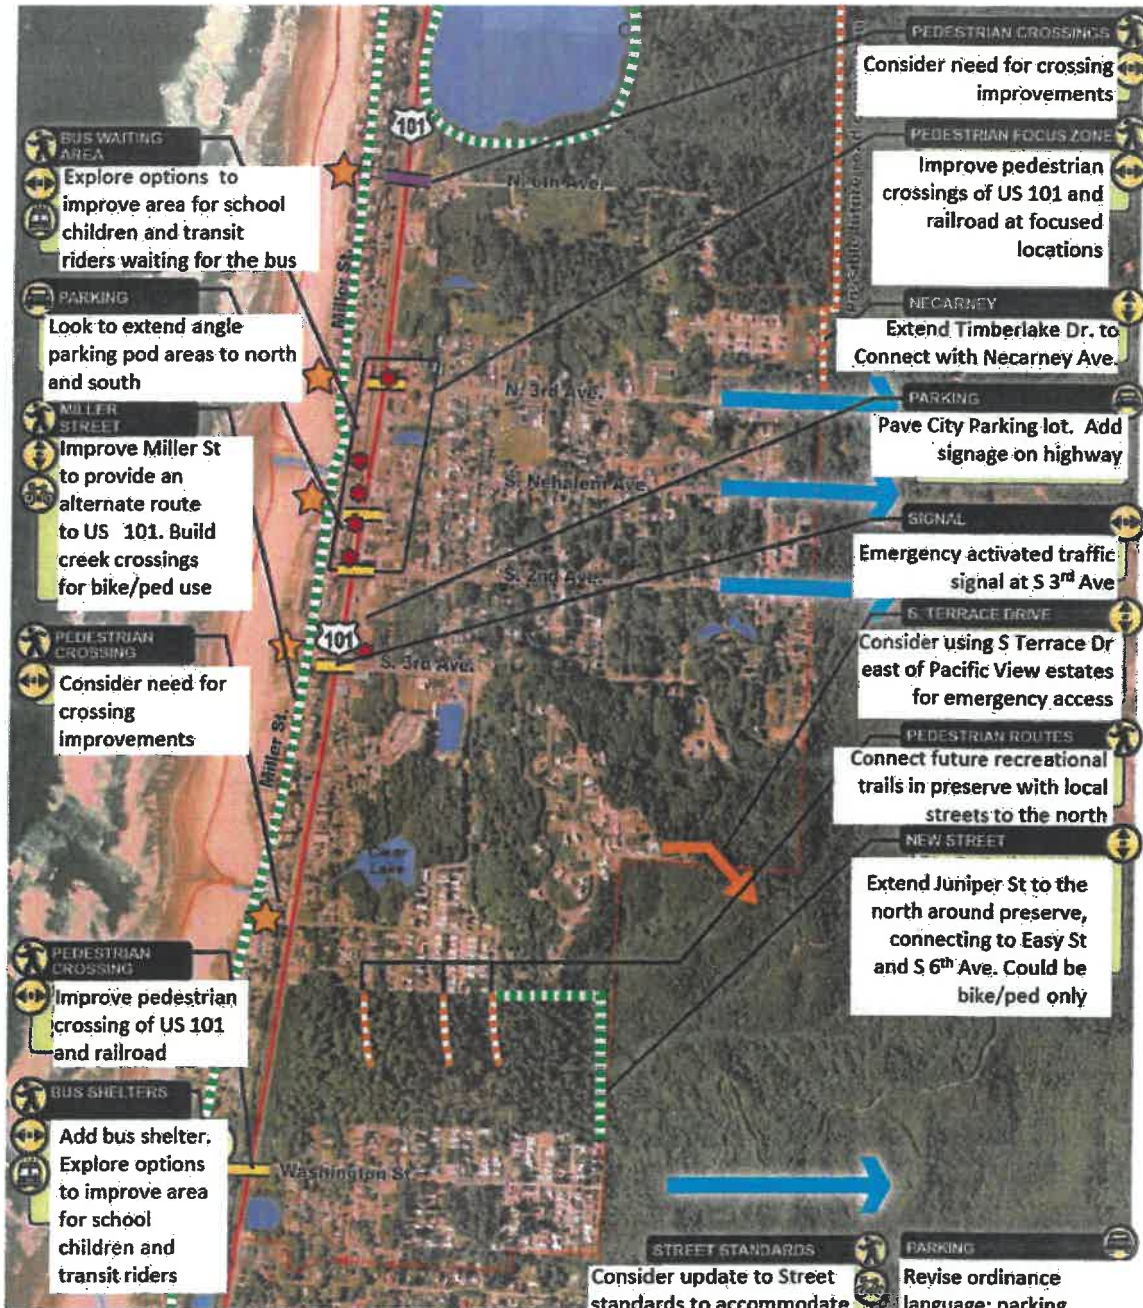 BUS WAITING
AREA
Explore options to
improve area for school
children and transit
riders waiting for the bus
PARKING
Look to extend angle
parking pod areas to north
and south
MILLER
STREET
Improve Miller St
to provide an
alternate route
to US 101. Build
creek crossings
for bike/ped use
PEDESTRIAN
CROSSING
Consider need for
crossing
improvements
PEDESTRIAN
CROSSING
Improve pedestrian
crossing of US 101
and railroad
BUS SHELTERS
Add bus shelter.
Explore options
to improve area
for school
children and
transit riders
101
N. 6th Ave.
Miller St.
N. 3rd Ave.
S. Nehalem Ave.
S. 2nd Ave.
101
S. 3rd Ave.
Miller St.
Clear
Lake
Washington St
PEDESTRIAN CROSSINGS
Consider need for crossing
improvements
PEDESTRIAN FOCUS ZONE
Improve pedestrian
crossings of US 101 and
railroad at focused
locations
NECARNEY
Extend Timberlake Dr. to
Connect with Necarney Ave.
PARKING
Pave City Parking lot. Add
signage on highway
SIGNAL
Emergency activated traffic
signal at S 3rd Ave
S. TERRACE DRIVE
Consider using S Terrace Dr
east of Pacific View estates
for emergency access
PEDESTRIAN ROUTES
Connect future recreational
trails in preserve with local
streets to the north
NEW STREET
Extend Juniper St to the
north around preserve,
connecting to Easy St
and S 6th Ave. Could be
bike/ped only
STREET STANDARDS
Consider update to Street
standards to accommodate
PARKING
Revise ordinance
language: parking